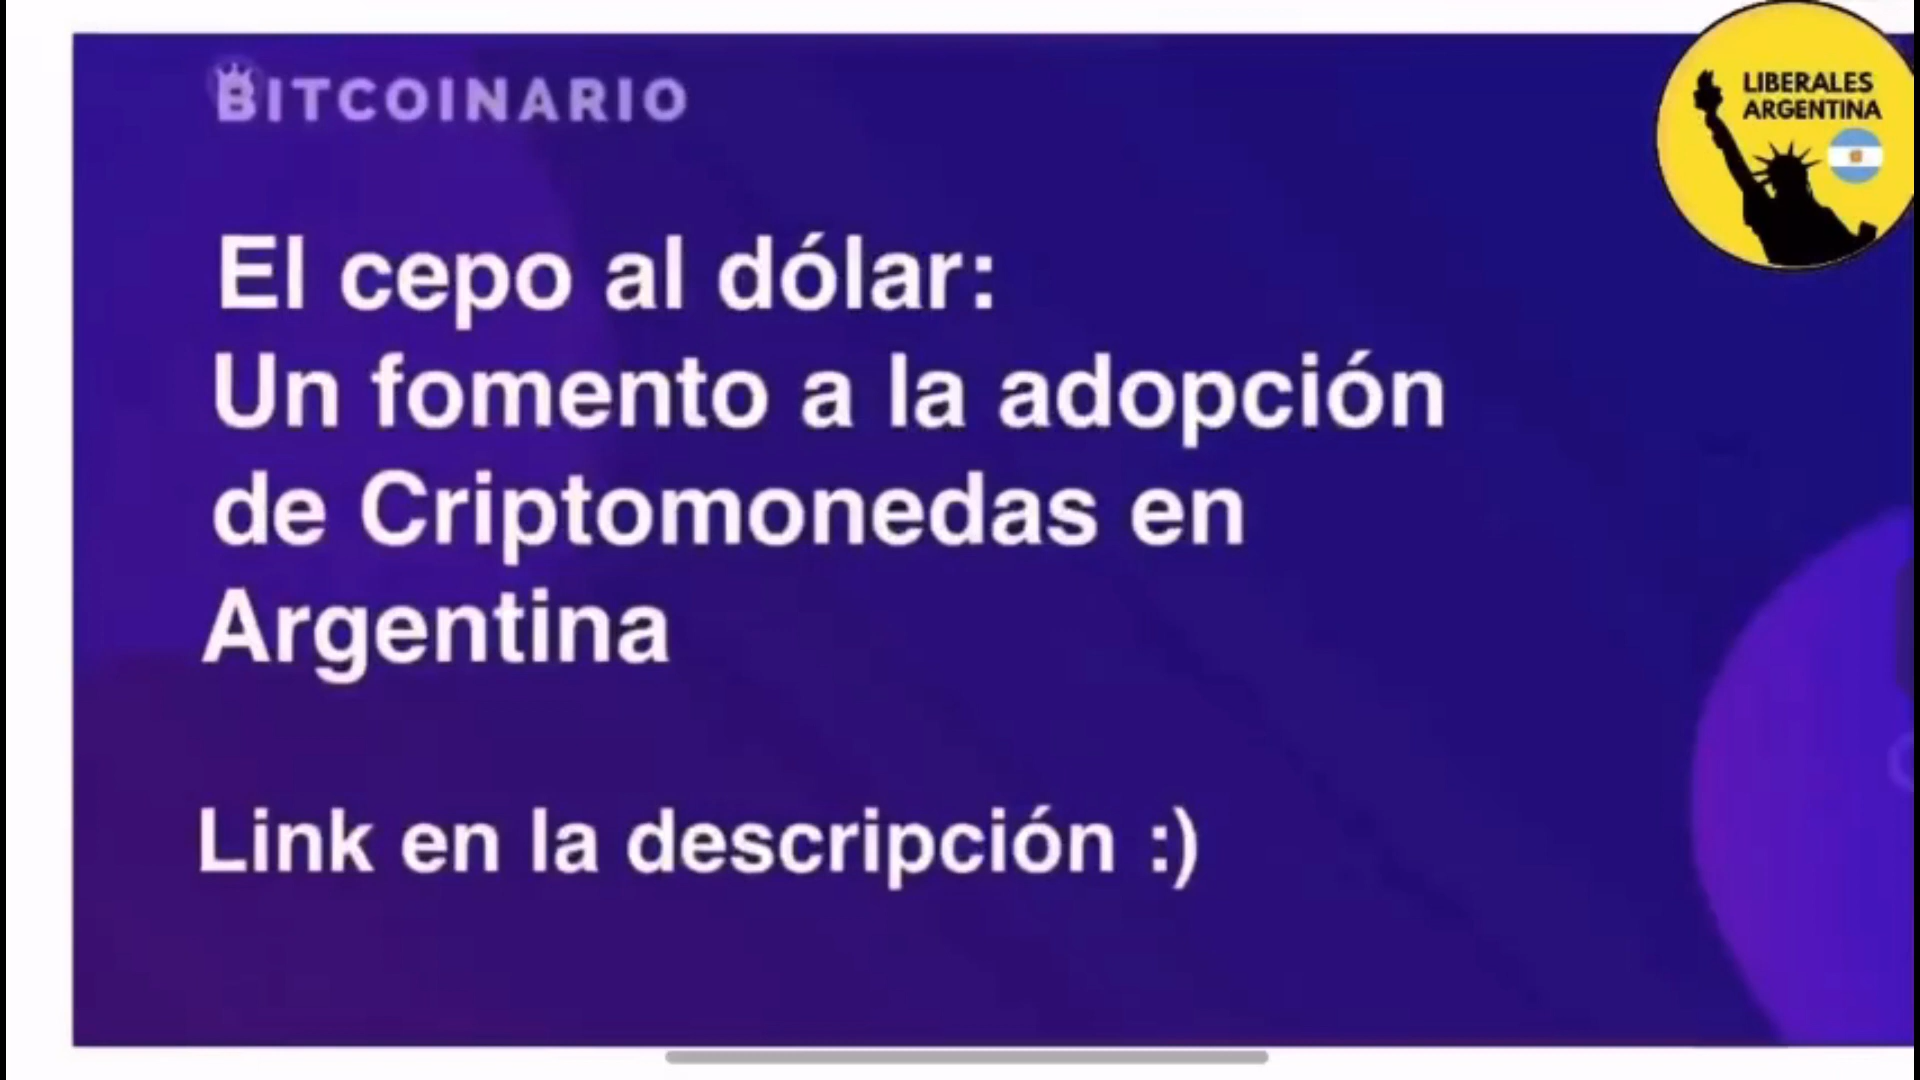 BITCOINARIO
LIBERALES
ARGENTINA
El cepo al dólar:
Un fomento a la adopción
de Criptomonedas en
Argentina
Link en la descripción :)